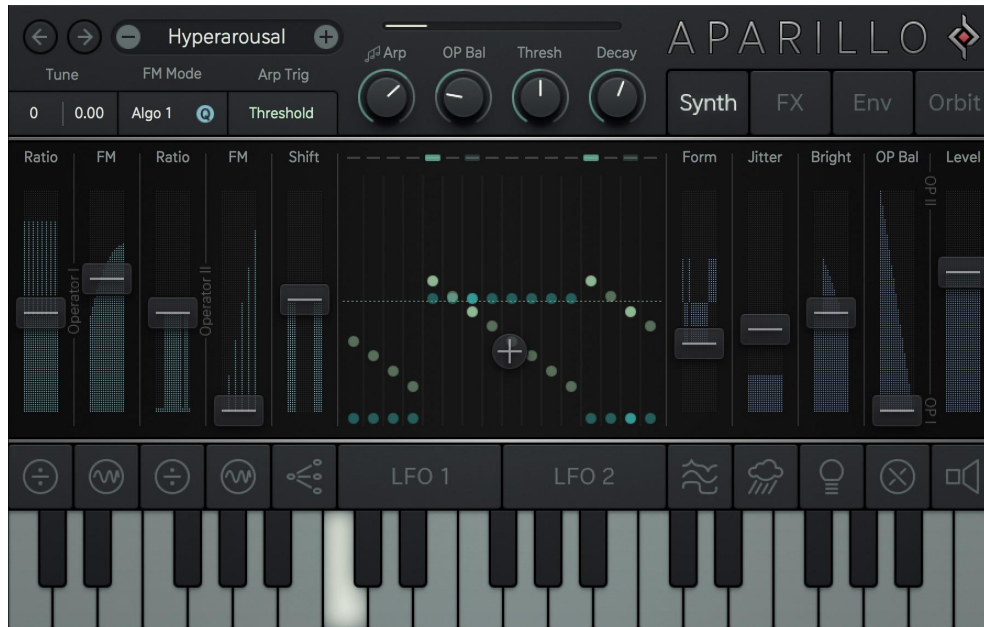 Hyperarousal
APARILLO
Arp OP Bal Thresh Decay
Tune FM Mode Arp Trig
0 0.00 Algo 1 Q Threshold
Synth FX Env Orbit
Ratio FM Ratio FM Shift Form Jitter Bright OP Bal Level
Operator I
Operator II
OP II
OP I
LFO 1 LFO 2